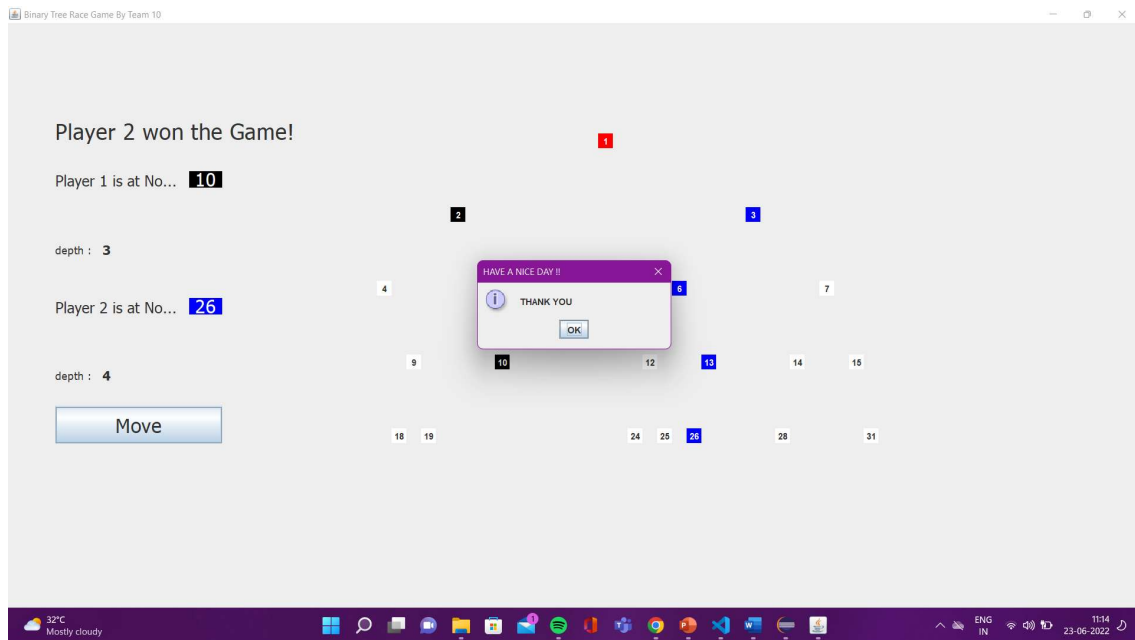 Binary Tree Race Game By Team 10
Player 2 won the Game!
1
Player 1 is at No... 10
2 3
depth : 3
HAVE A NICE DAY !!
4 6 7
THANK YOU
Player 2 is at No... 26
OK
9 10 12 13 14 15
depth : 4
Move
18 19 24 25 26 28 31
32°C
Mostly cloudy
1
ENG
IN
11:14
23-06-2022